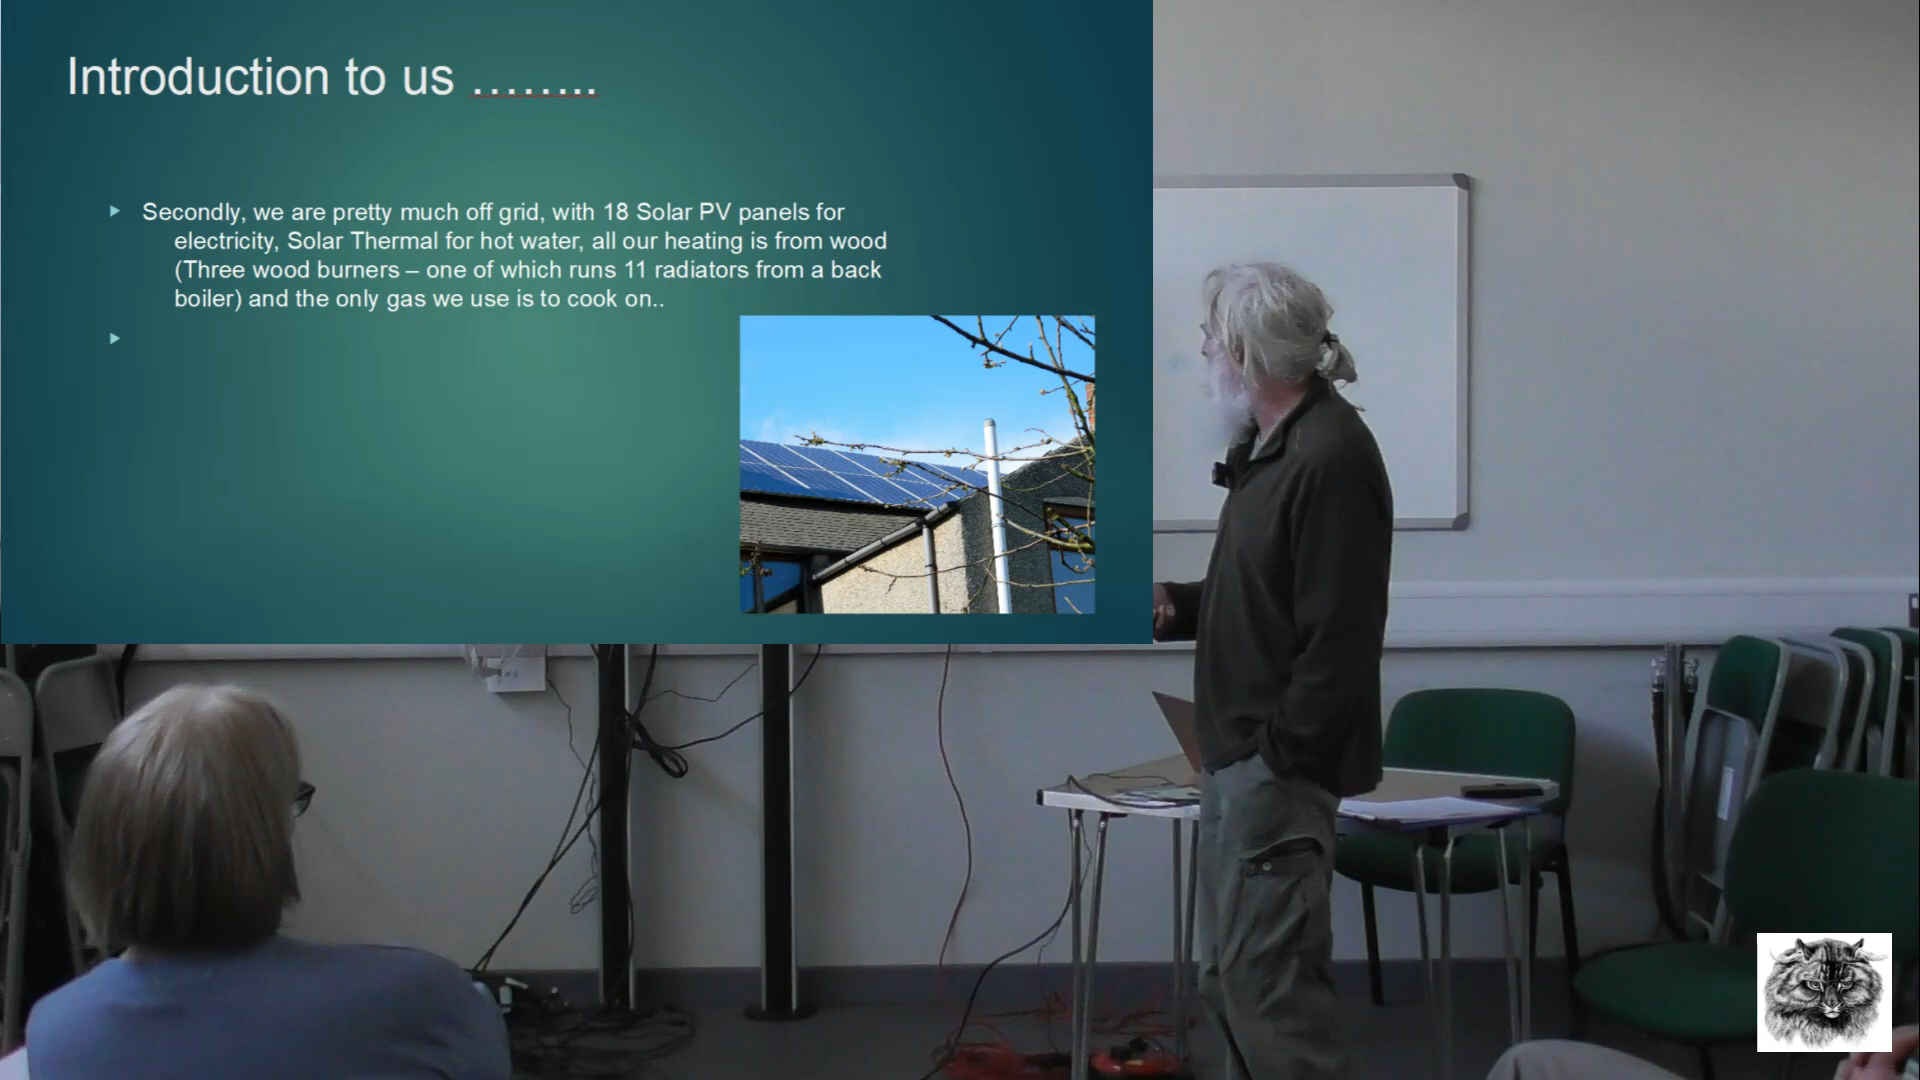 Introduction to us ……..
Secondly, we are pretty much off grid, with 18 Solar PV panels for
electricity, Solar Thermal for hot water, all our heating is from wood
(Three wood burners – one of which runs 11 radiators from a back
boiler) and the only gas we use is to cook on..